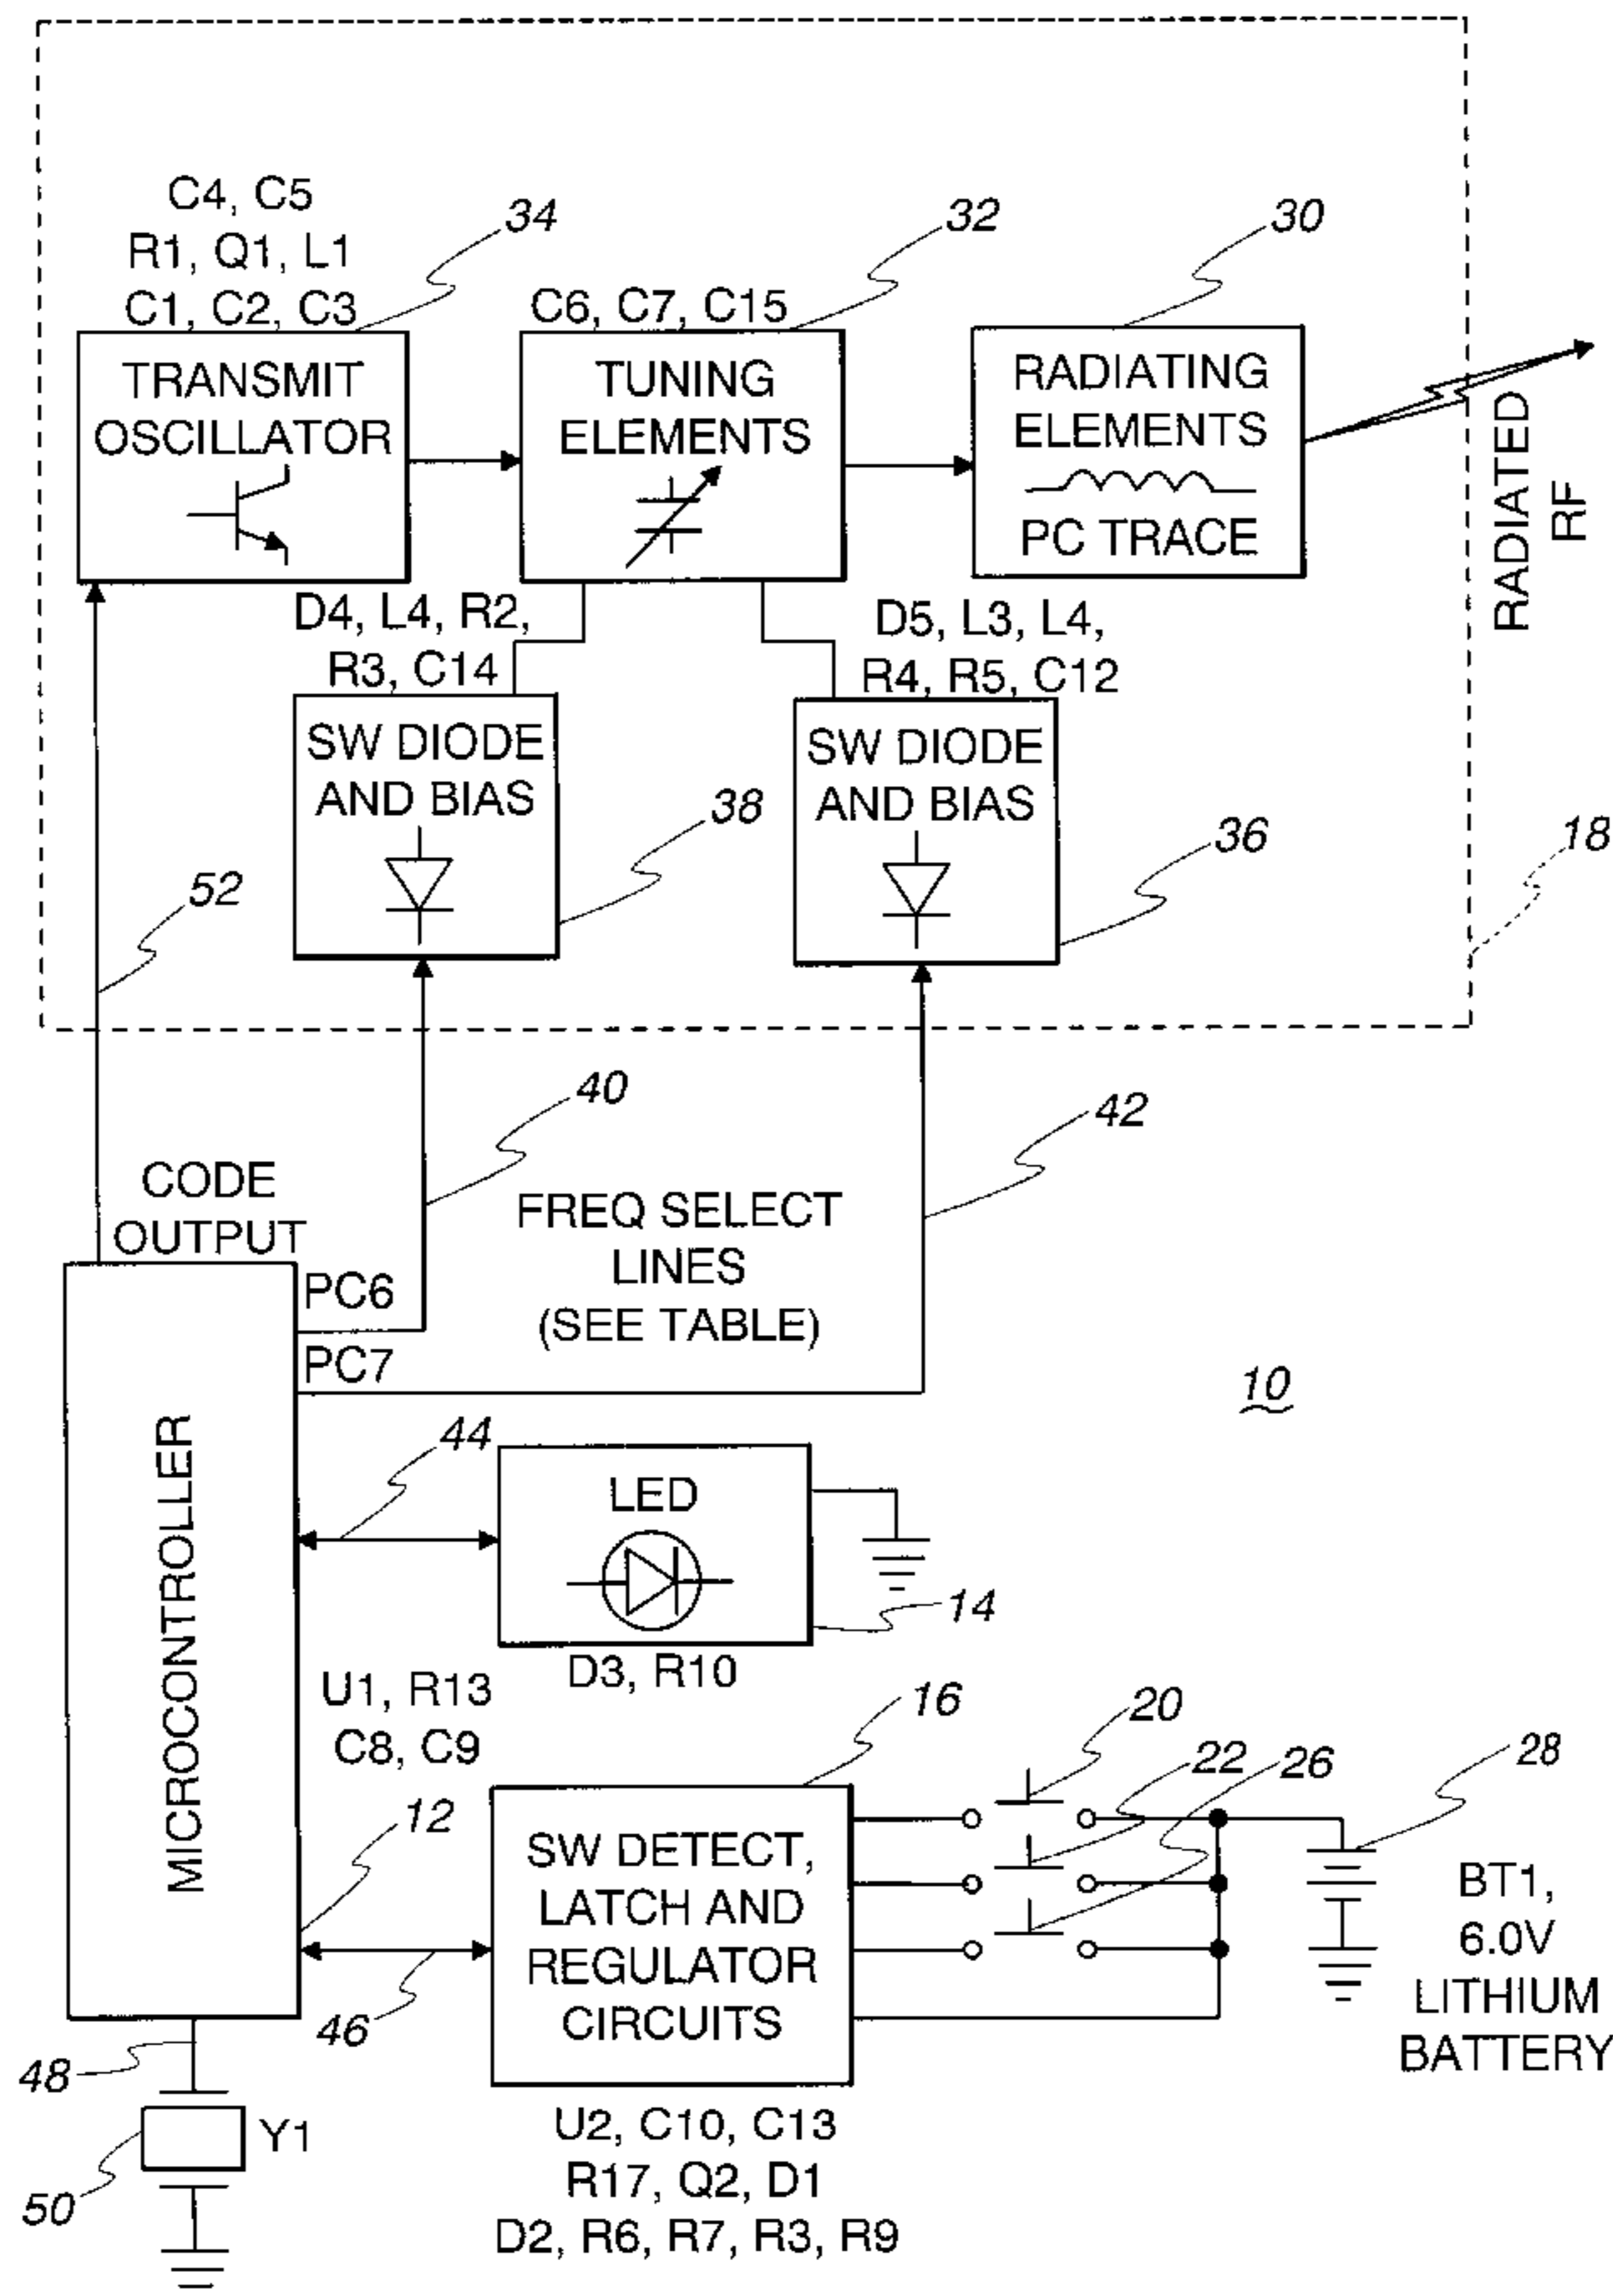 C4, C5
R1, Q1, L1
C1, C2, C3
34
TRANSMIT
OSCILLATOR
C6, C7, C15
32
TUNING
ELEMENTS
30
RADIATING
ELEMENTS
PC TRACE
RADIATED
RF
D4, L4, R2,
R3, C14
SW DIODE
AND BIAS
38
D5, L3, L4,
R4, R5, C12
SW DIODE
AND BIAS
36
18
52
40
42
CODE
OUTPUT
FREQ SELECT
LINES
(SEE TABLE)
PC6
PC7
10
MICROCONTROLLER
44
LED
14
D3, R10
U1, R13
C8, C9
12
16
20
22
26
28
SW DETECT,
LATCH AND
REGULATOR
CIRCUITS
BT1,
6.0V
LITHIUM
BATTERY
46
48
Y1
50
U2, C10, C13
R17, Q2, D1
D2, R6, R7, R3, R9